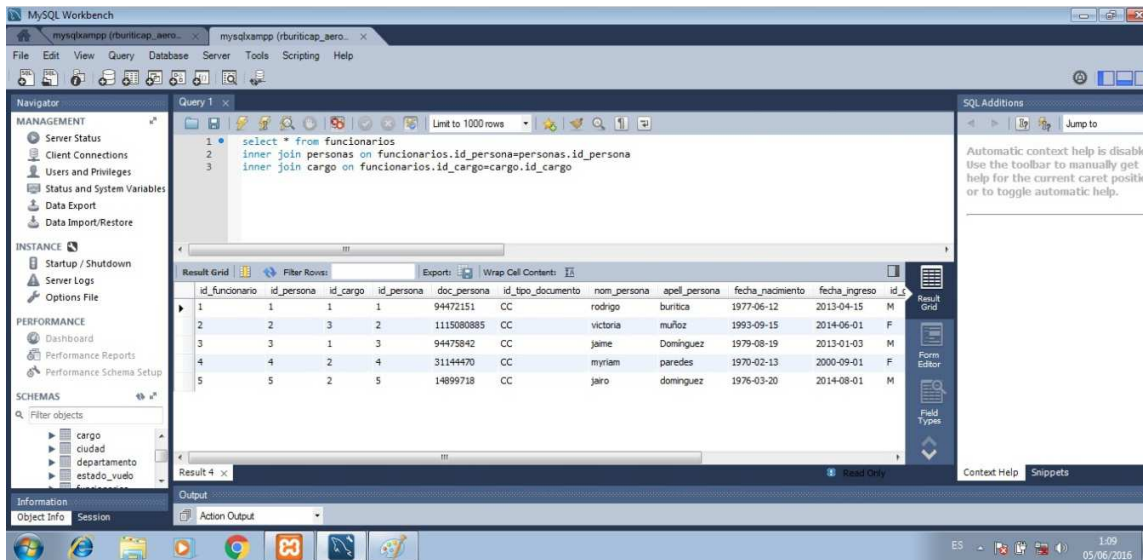 MySQL Workbench
mysqlxampp (rburiticap_aero... ×
mysqlxampp (rburiticap_aero... ×
File Edit View Query Database Server Tools Scripting Help
Navigator
MANAGEMENT
Server Status
Client Connections
Users and Privileges
Status and System Variables
Data Export
Data Import/Restore
INSTANCE
Startup / Shutdown
Server Logs
Options File
PERFORMANCE
Dashboard
Performance Reports
Performance Schema Setup
SCHEMAS
Filter objects
cargo
ciudad
departamento
estado_vuelo
funcionarios
Information
Object Info Session
Query 1 ×
Limit to 1000 rows
1 select * from funcionarios
2 inner join personas on funcionarios.id_persona=personas.id_persona
3 inner join cargo on funcionarios.id_cargo=cargo.id_cargo
Result Grid Filter Rows: Export: Wrap Cell Content:
id_funcionario id_persona id_cargo id_persona doc_persona id_tipo_documento nom_persona apell_persona fecha_nacimiento fecha_ingreso
1 1 1 1 94472151 CC rodrigo buritica 1977-06-12 2013-04-15 M
2 2 3 2 1115080885 CC victoria muñoz 1993-09-15 2014-06-01 F
3 3 1 3 94475842 CC jaime Domínguez 1979-08-19 2013-01-03 M
4 4 2 4 31144470 CC myriam paredes 1970-02-13 2000-09-01 F
5 5 2 5 14899718 CC jairo dominguez 1976-03-20 2014-08-01 M
Result Grid
Form Editor
Field Types
Result 4 ×
Read Only
Output
Action Output
SQL Additions
Jump to
Automatic context help is disable
Use the toolbar to manually get
help for the current caret positi
or to toggle automatic help.
Context Help Snippets
ES
1:09
05/06/2016